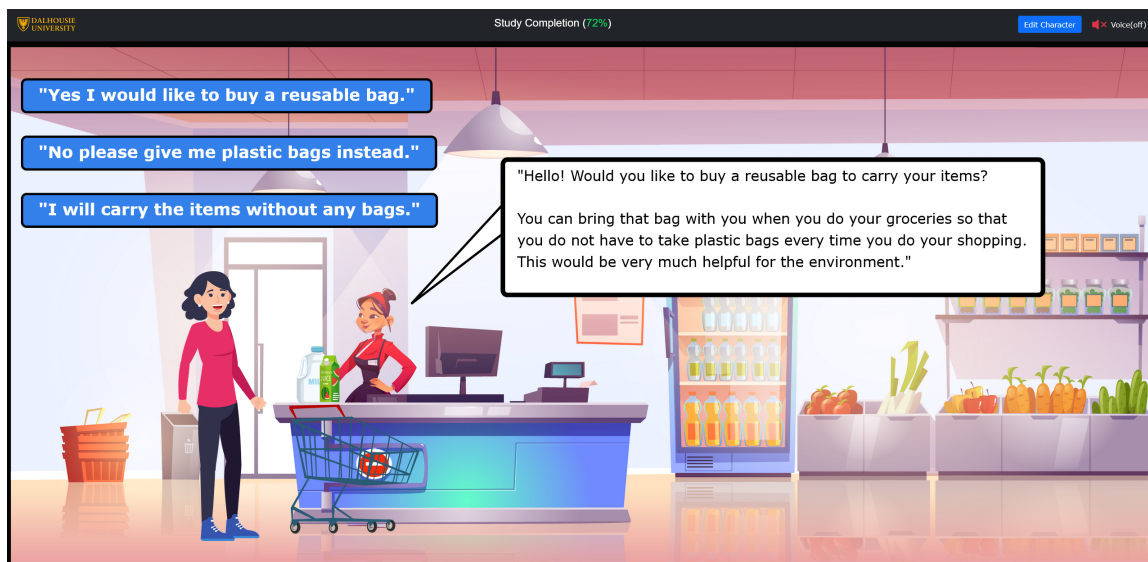 DALHOUSIE
UNIVERSITY
Study Completion (72%)
Edit Character
Voice(off)
"Yes I would like to buy a reusable bag."
"No please give me plastic bags instead."
"I will carry the items without any bags."
"Hello! Would you like to buy a reusable bag to carry your items?
You can bring that bag with you when you do your groceries so that
you do not have to take plastic bags every time you do your shopping.
This would be very much helpful for the environment."
MILK